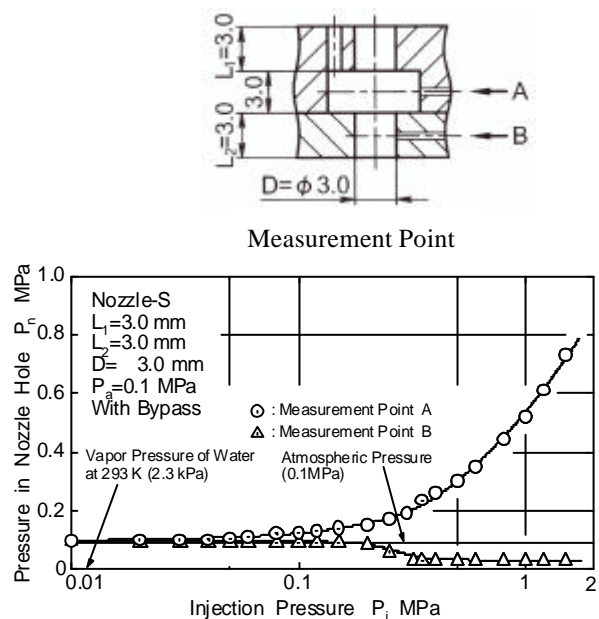 L₁=3.0
3.0
L₂=3.0
A
B
D= φ 3.0
Measurement Point
Pressure in Nozzle Hole Pn MPa
1.0
0.8
0.6
0.4
0.2
0
Nozzle-S
L₁=3.0 mm
L₂=3.0 mm
D= 3.0 mm
Pa=0.1 MPa
With Bypass
: Measurement Point A
: Measurement Point B
Vapor Pressure of Water
at 293 K (2.3 kPa)
Atmospheric Pressure
(0.1MPa)
0.01 0.1 1 2
Injection Pressure Pi MPa